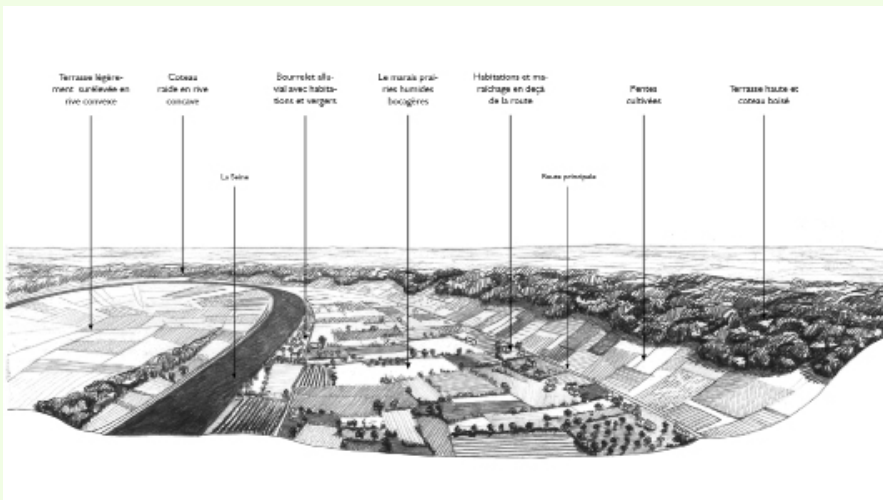 Terrasse légère-
ment surélevée en
rive convexe
Coteau
raide en rive
concave
Bourrelet allu-
vial avec habita-
tions et vergers
Le marais prai-
ries humides
bocagères
Habitations et ma-
raîchage en deçà
de la route
Pentes
cultivées
Terrasse haute et
coteau boisé
La Seine
Route principale